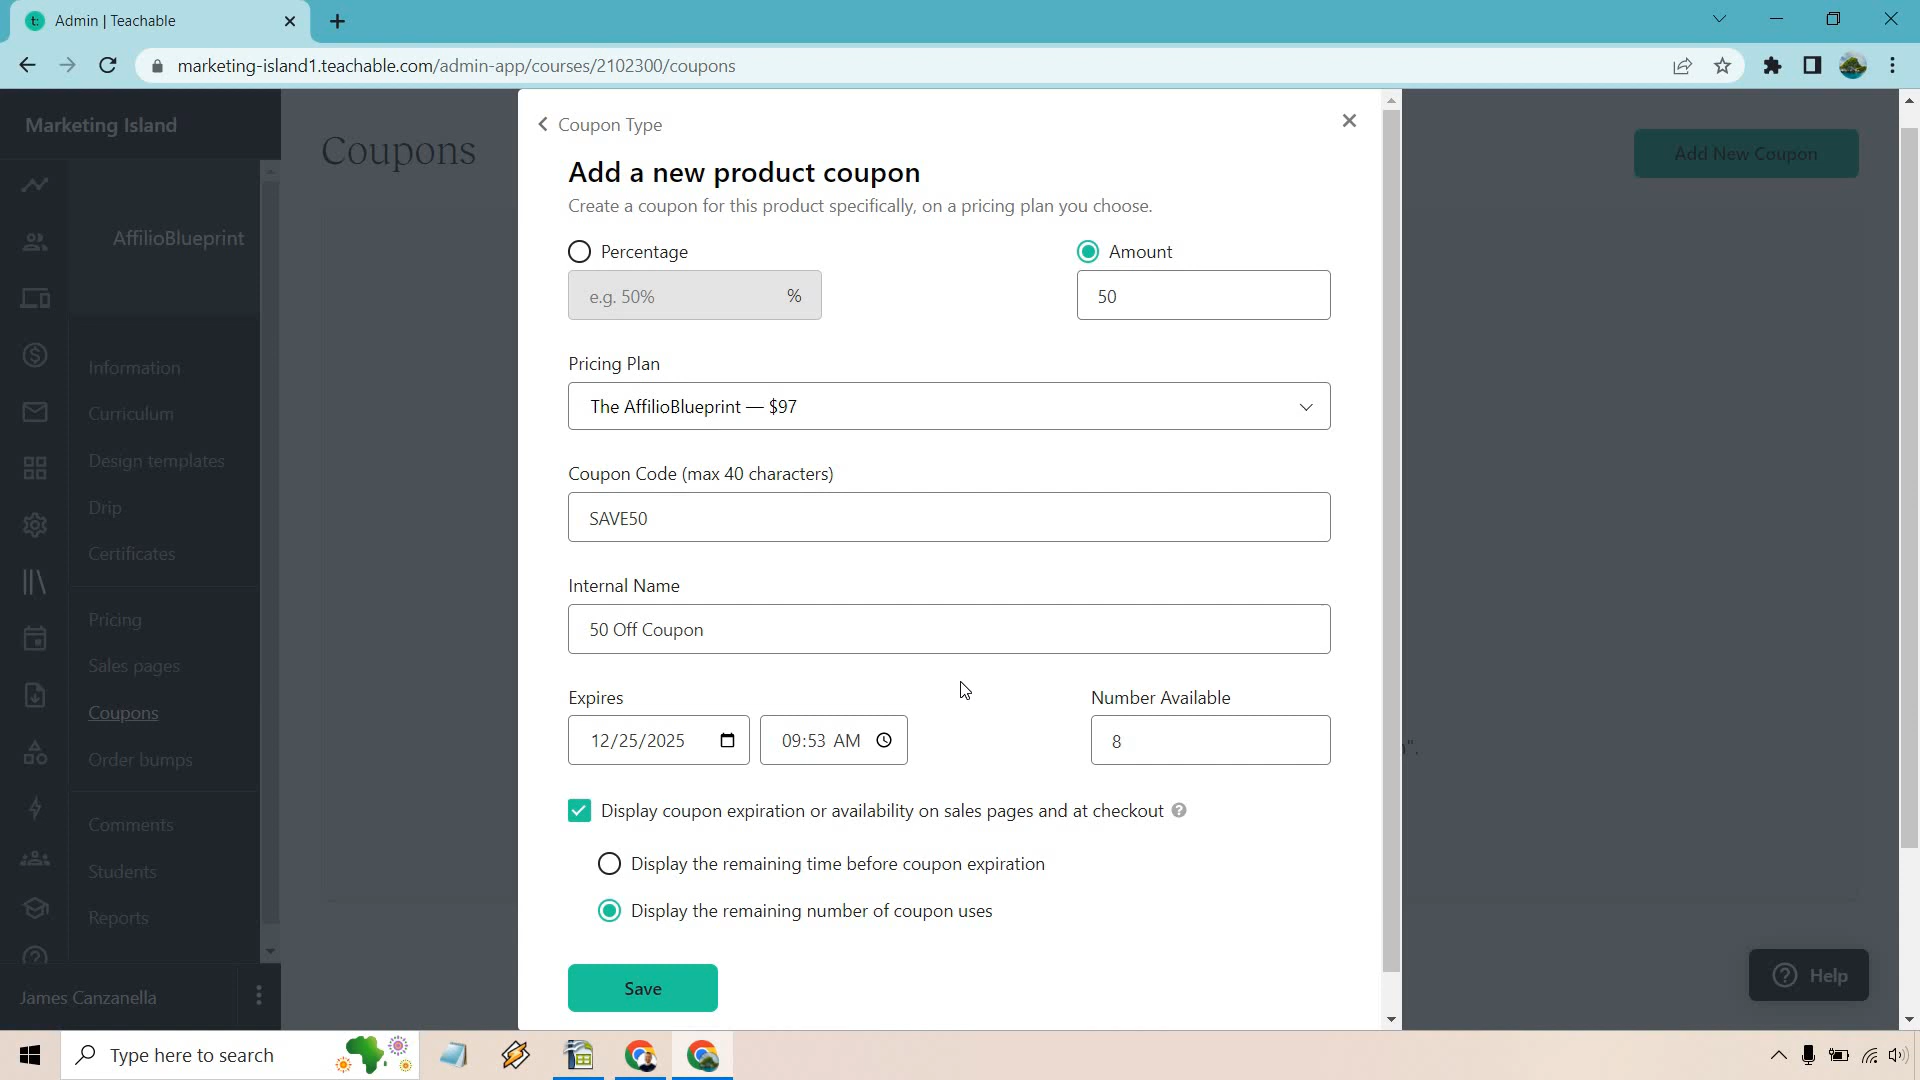 Admin | Teachable
marketing-island1.teachable.com/admin-app/courses/2102300/coupons
Marketing Island
AffilioBlueprint
Information
Curriculum
Design templates
Drip
Certificates
Pricing
Sales pages
Coupons
Order bumps
Comments
Students
Reports
James Canzanella
Coupons
Add New Coupon
Coupon Type
Add a new product coupon
Create a coupon for this product specifically, on a pricing plan you choose.
Percentage
Amount
e.g. 50% %
50
Pricing Plan
The AffilioBlueprint — $97
Coupon Code (max 40 characters)
SAVE50
Internal Name
50 Off Coupon
Expires
Number Available
12/25/2025
09:53 AM
8
Display coupon expiration or availability on sales pages and at checkout
Display the remaining time before coupon expiration
Display the remaining number of coupon uses
Save
Help
Type here to search